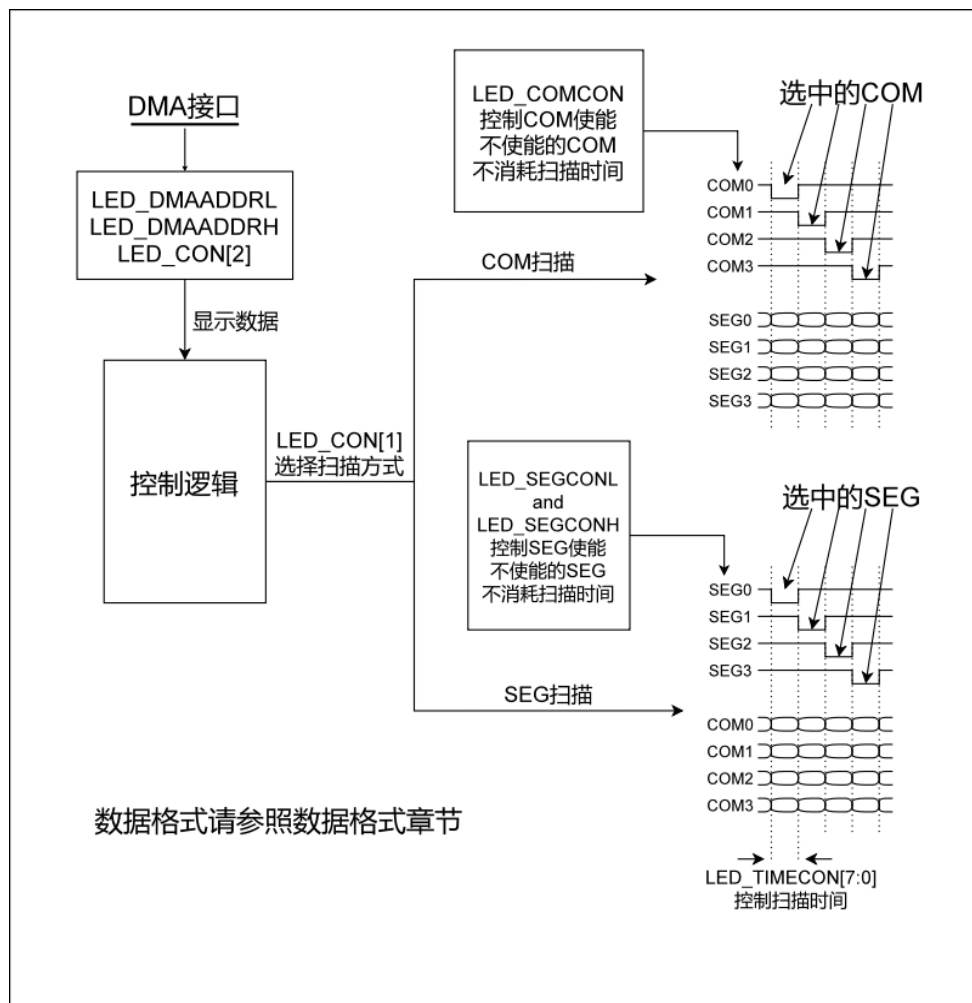 DMA接口
LED_DMAADDRL
LED_DMAADDRH
LED_CON[2]
显示数据
控制逻辑
LED_CON[1]
选择扫描方式
LED_COMCON
控制COM使能
不使能的COM
不消耗扫描时间
COM扫描
选中的COM
COM0
COM1
COM2
COM3
SEG0
SEG1
SEG2
SEG3
LED_SEGCONL
and
LED_SEGCONH
控制SEG使能
不使能的SEG
不消耗扫描时间
SEG扫描
选中的SEG
SEG0
SEG1
SEG2
SEG3
COM0
COM1
COM2
COM3
LED_TIMECON[7:0]
控制扫描时间
数据格式请参照数据格式章节